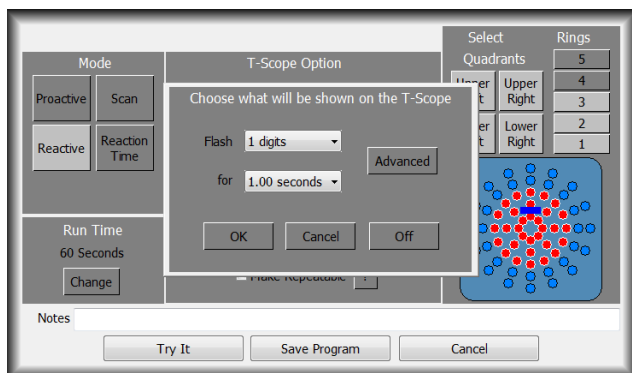 Mode
Proactive
Scan
Reactive
Reaction
Time
T-Scope Option
Select
Quadrants
Upper
Right
Lower
Right
Rings
5
4
3
2
1
Choose what will be shown on the T-Scope
Flash 1 digits
for 1.00 seconds
Advanced
OK Cancel Off
Run Time
60 Seconds
Change
Make Repeatable ?
Notes
Try It Save Program Cancel